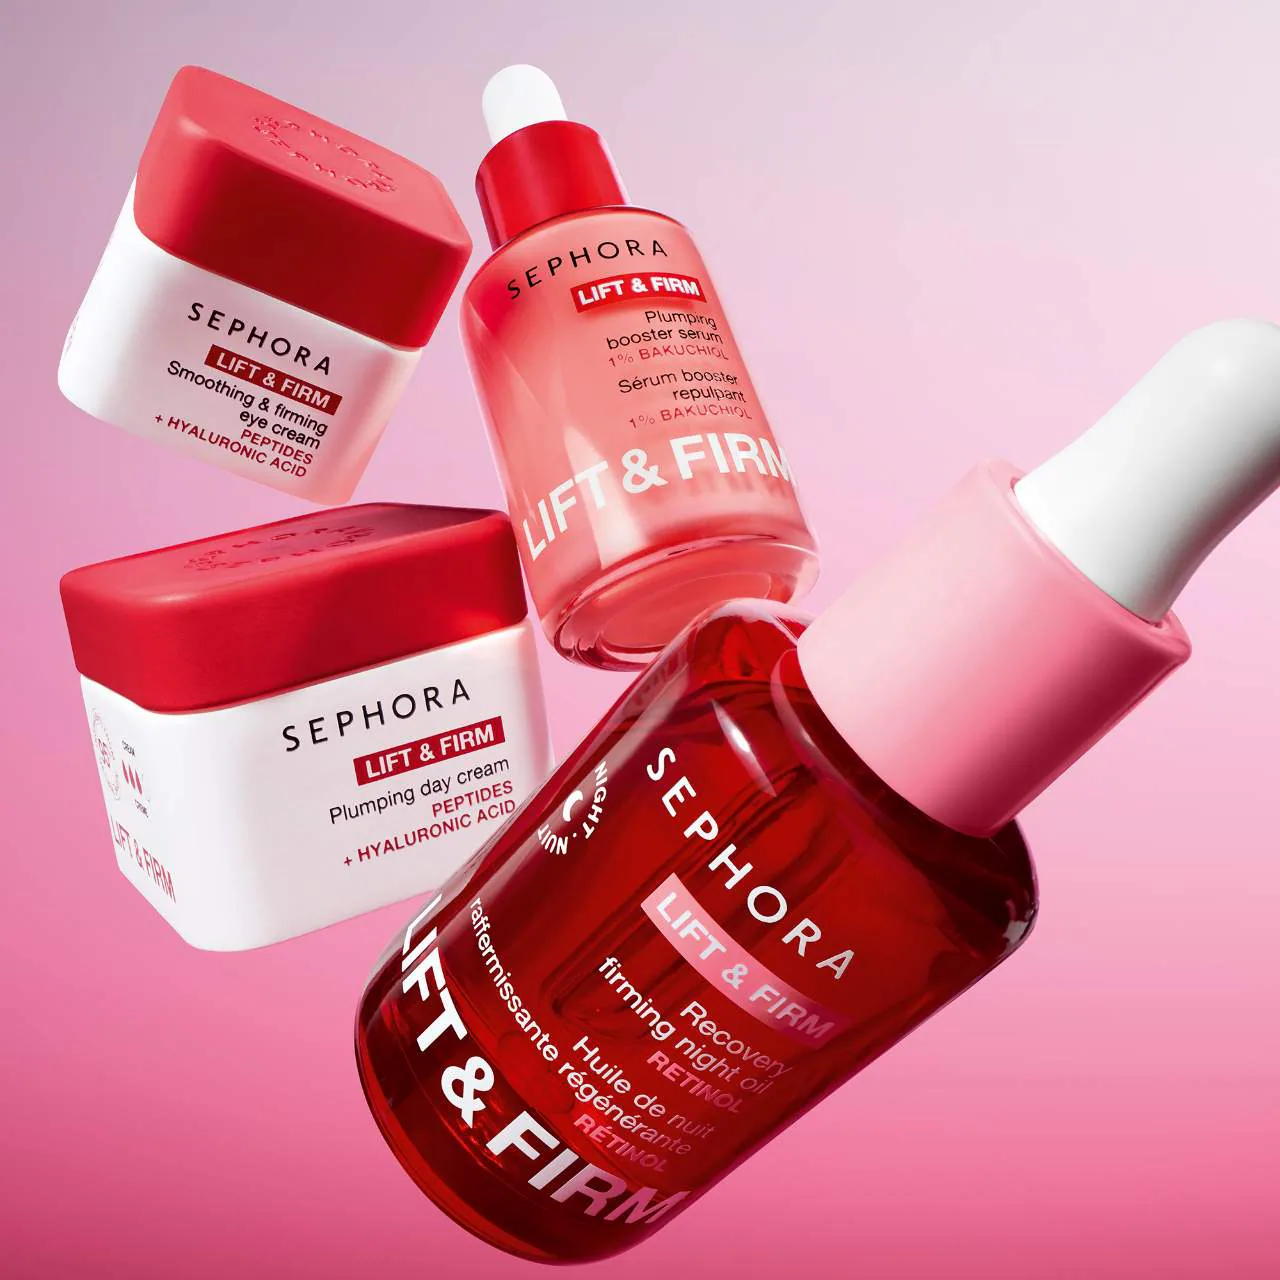 SEPHORA
LIFT & FIRM
Smoothing & firming
eye cream
PEPTIDES
+ HYALURONIC ACID
SEPHORA
LIFT & FIRM
Plumping
booster serum
1% BAKUCHIOL
Sérum booster
repulpant
1% BAKUCHIOL
LIFT & FIRM
SEPHORA
LIFT & FIRM
Plumping day cream
PEPTIDES
+ HYALURONIC ACID
CREAM
CRÈME
LIFT & FIRM
NIGHT · NUIT
SEPHORA
LIFT & FIRM
Recovery
firming night oil
RETINOL
Huile de nuit
raffermissante régénérante
RÉTINOL
LIFT & FIRM